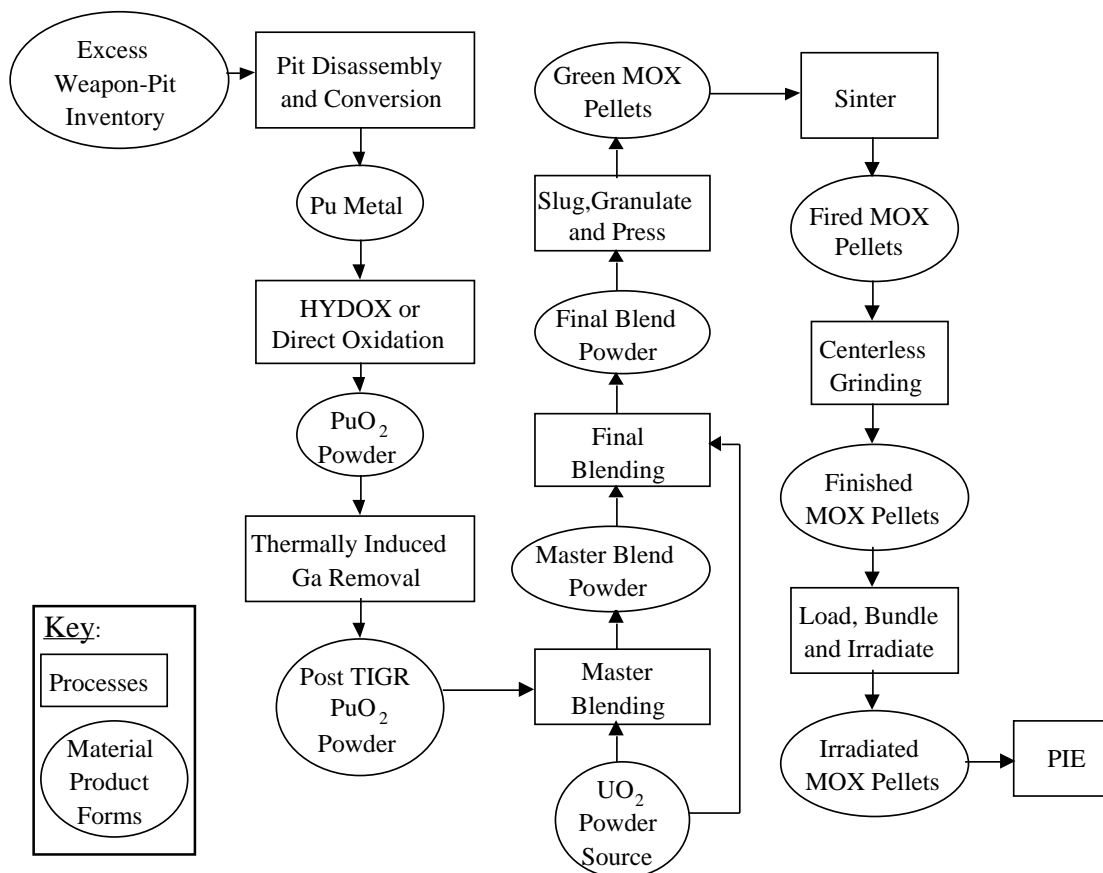 Excess
Weapon-Pit
Inventory
Pit Disassembly
and Conversion
Pu Metal
HYDOX or
Direct Oxidation
PuO₂
Powder
Thermally Induced
Ga Removal
Post TIGR
PuO₂
Powder
Key:
Processes
Material
Product
Forms
Green MOX
Pellets
Slug,Granulate
and Press
Final Blend
Powder
Final
Blending
Master Blend
Powder
Master
Blending
UO₂
Powder
Source
Sinter
Fired MOX
Pellets
Centerless
Grinding
Finished
MOX Pellets
Load, Bundle
and Irradiate
Irradiated
MOX Pellets
PIE